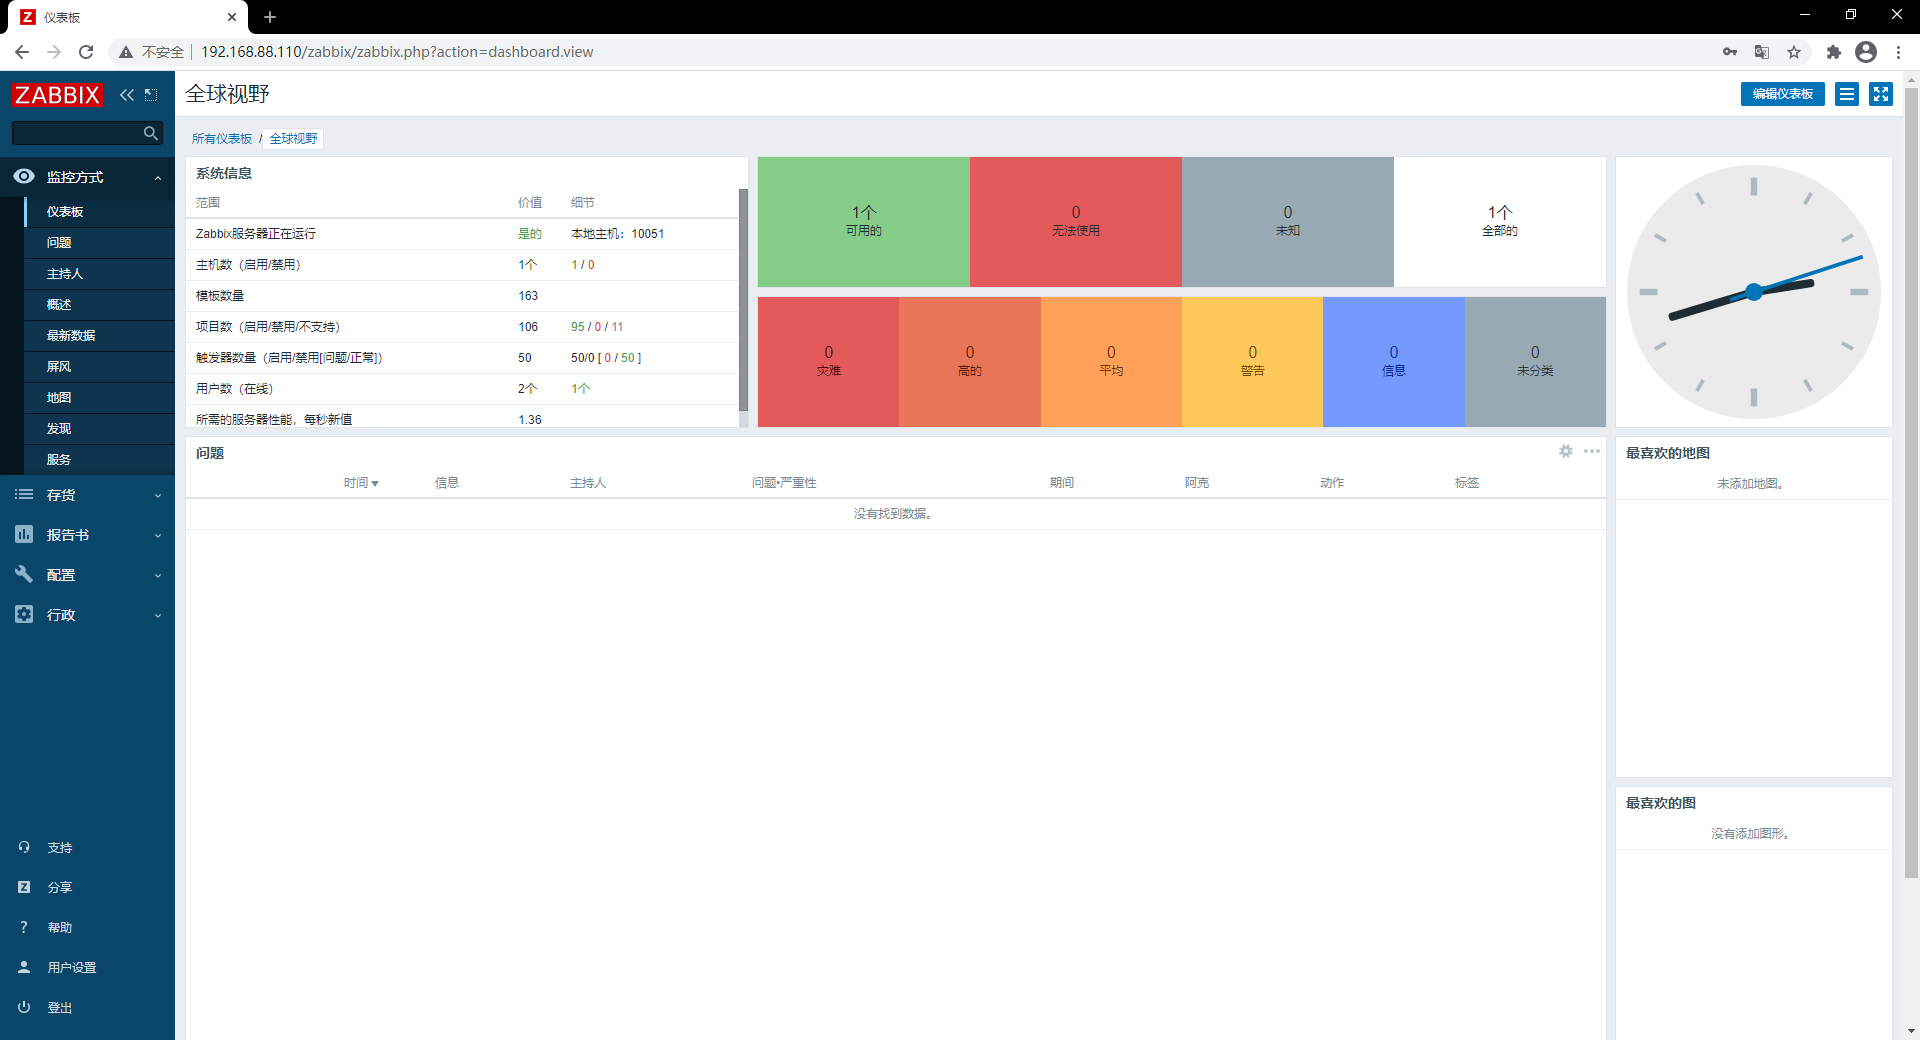 仪表板
不安全 192.168.88.110/zabbix/zabbix.php?action=dashboard.view
ZABBIX
监控方式
仪表板
问题
主持人
概述
最新数据
屏风
地图
发现
服务
存货
报告书
配置
行政
支持
分享
帮助
用户设置
登出
全球视野
编辑仪表板
所有仪表板 / 全球视野
系统信息
范围 价值 细节
Zabbix服务器正在运行 是的 本地主机：10051
主机数（启用/禁用） 1个 1 / 0
模板数量 163
项目数（启用/禁用/不支持） 106 95 / 0 / 11
触发器数量（启用/禁用[问题/正常]） 50 50/0 [ 0 / 50 ]
用户数（在线） 2个 1个
所需的服务器性能，每秒新值 1.36
1个
可用的
0
无法使用
0
未知
1个
全部的
0
灾难
0
高的
0
平均
0
警告
0
信息
0
未分类
问题
时间 信息 主持人 问题•严重性 期间 阿克 动作 标签
没有找到数据。
最喜欢的地图
未添加地图。
最喜欢的图
没有添加图形。